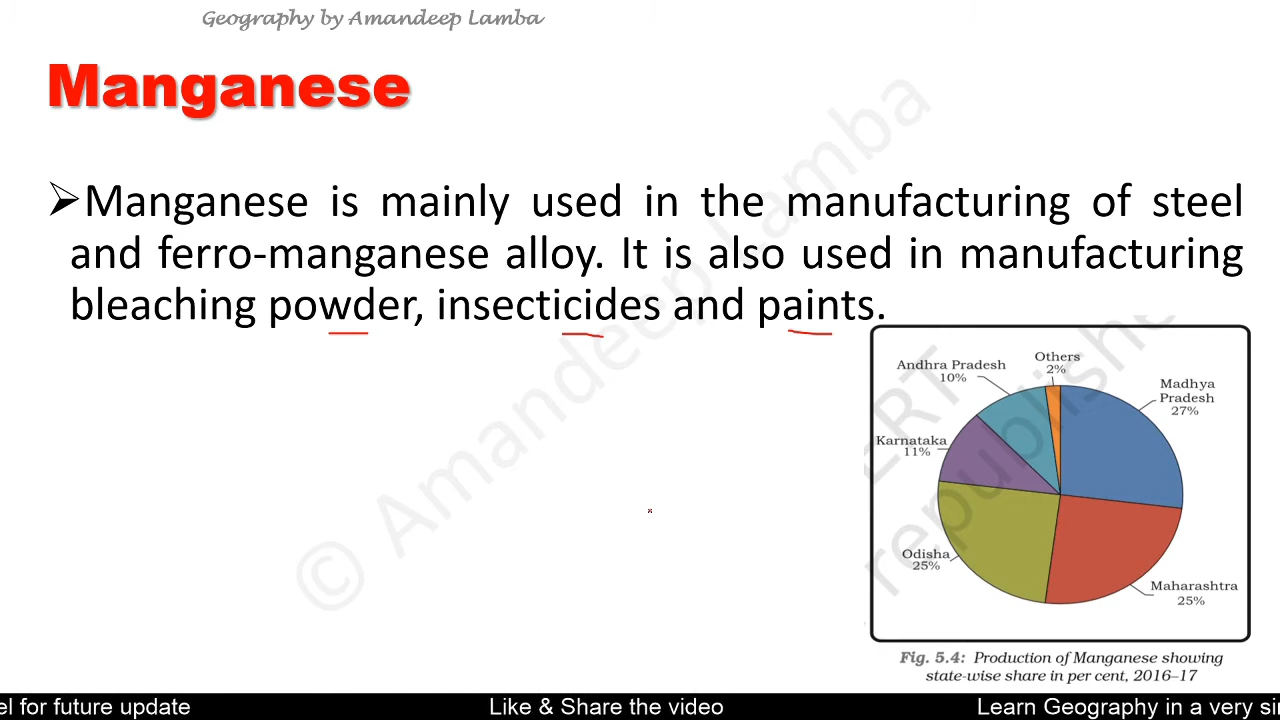 Geography by Amandeep Lamba
Manganese
➢Manganese is mainly used in the manufacturing of steel
and ferro-manganese alloy. It is also used in manufacturing
bleaching powder, insecticides and paints.
© Amandeep Lamba
Others
2%
Andhra Pradesh
10%
Madhya
Pradesh
27%
Karnataka
11%
Odisha
25%
Maharashtra
25%
Fig. 5.4: Production of Manganese showing
state-wise share in per cent, 2016–17
for future update
Like & Share the video
Learn Geography in a very